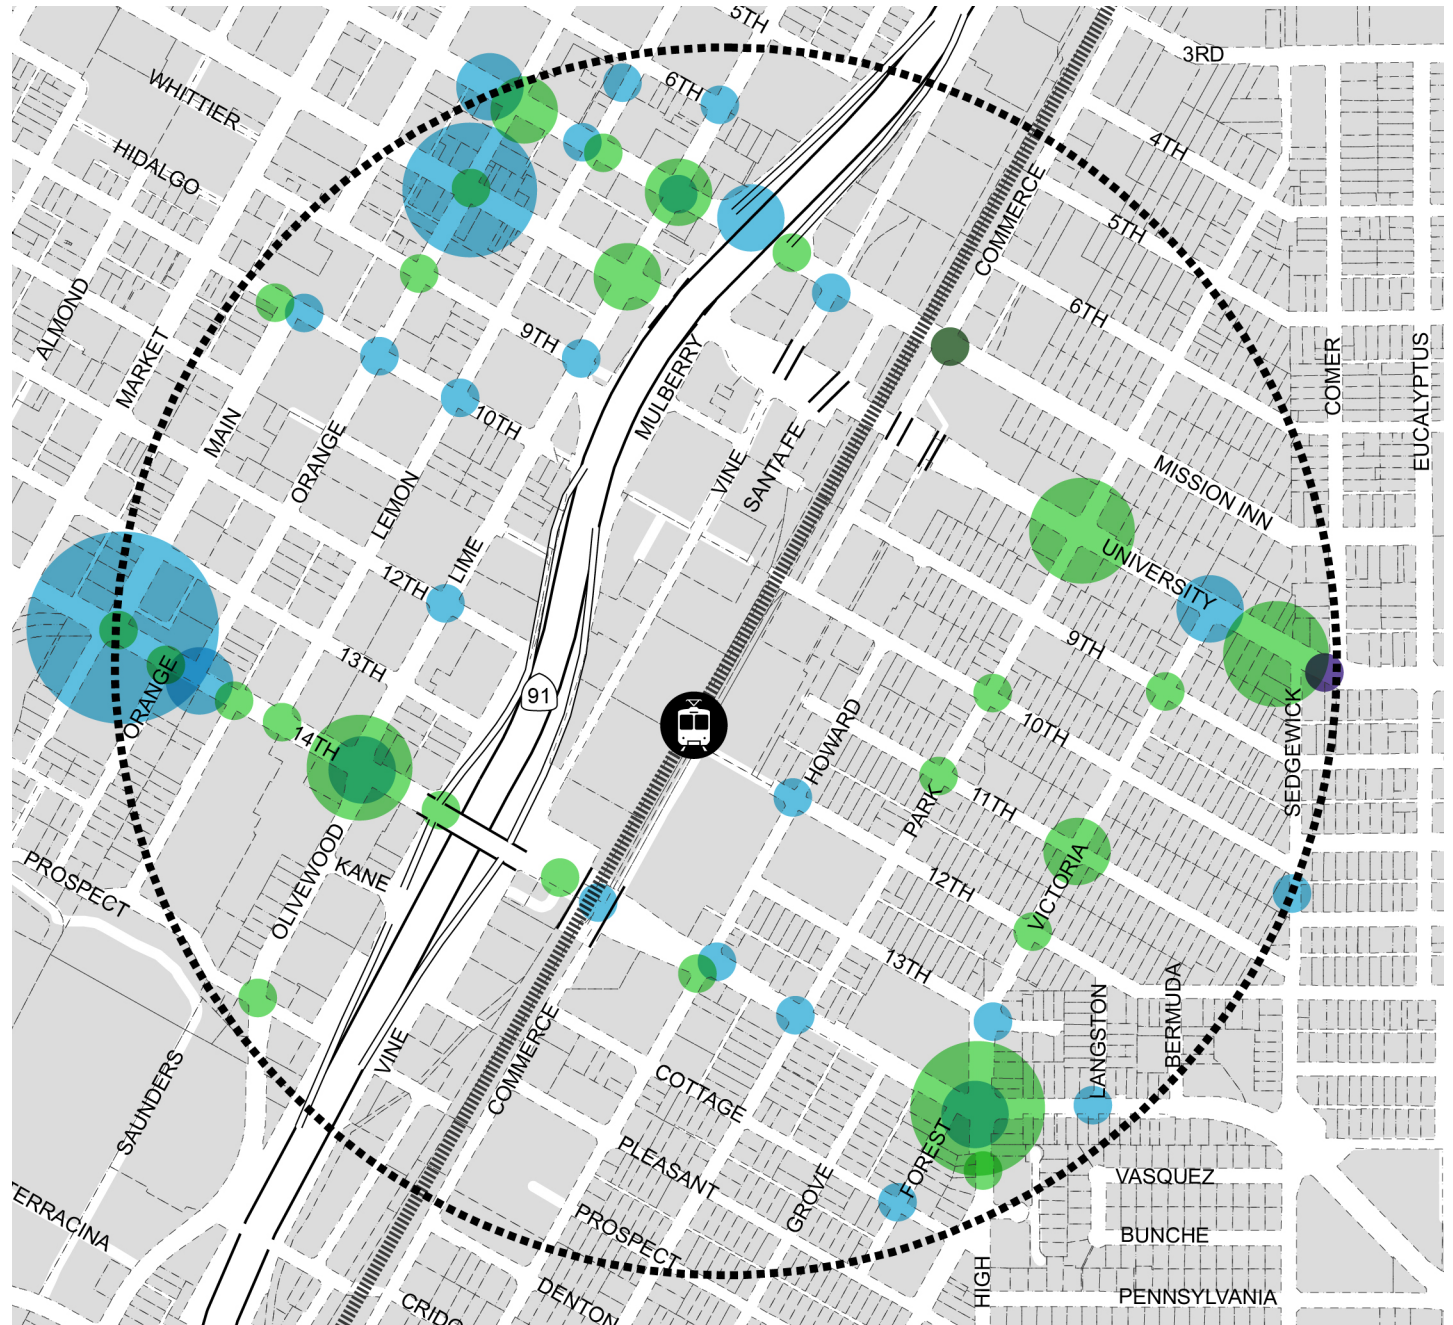 5TH
3RD
6TH
WHITTIER
HIDALGO
4TH
COMMERCE
5TH
6TH
ALMOND
MARKET
MAIN
9TH
MULBERRY
COMER
EUCALYPTUS
10TH
ORANGE
LEMON
VINE
SANTA FE
MISSION INN
UNIVERSITY
12TH
LIME
13TH
9TH
ORANGE
91
14TH
HOWARD
10TH
SEDGEWICK
PARK
11TH
VICTORIA
PROSPECT
OLIVEWOOD
KANE
12TH
13TH
VINE
COMMERCE
LANGSTON
BERMUDA
SAUNDERS
COTTAGE
PLEASANT
FOREST
GROVE
VASQUEZ
BUNCHE
PROSPECT
HIGH
PENNSYLVANIA
DENTON